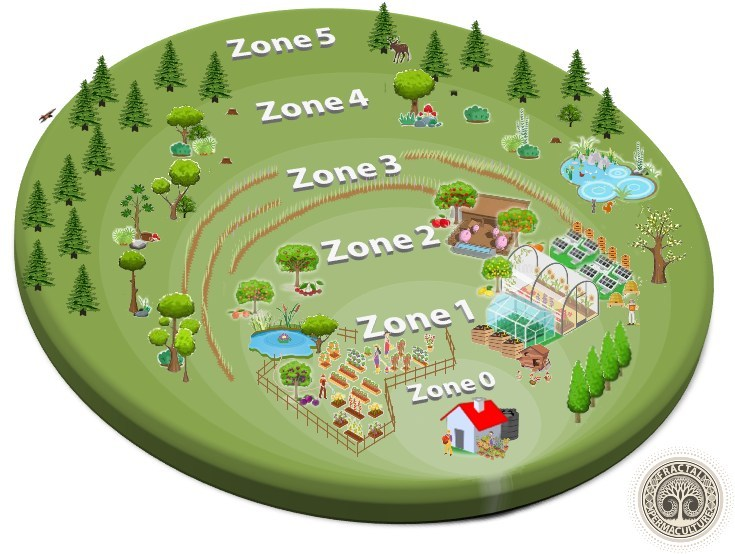 Zone 5
Zone 4
Zone 3
Zone 2
Zone 1
Zone 0
FRACTAL
PERMACULTURE